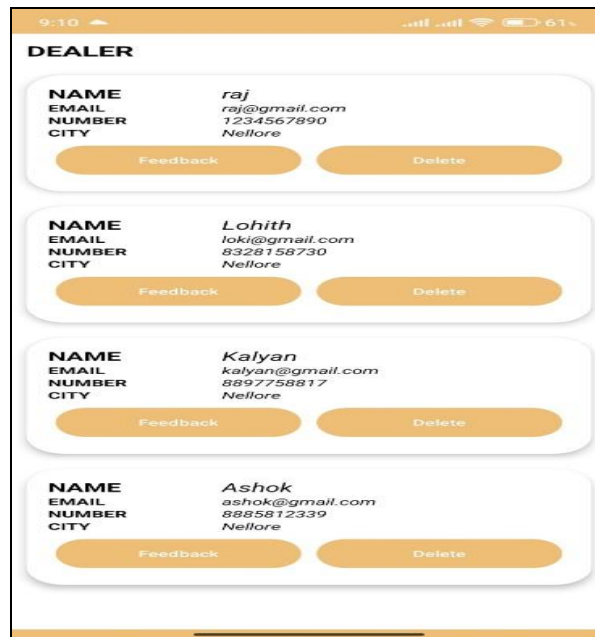 9:10 61%
DEALER
NAME raj
EMAIL raj@gmail.com
NUMBER 1234567890
CITY Nellore
Feedback Delete
NAME Lohith
EMAIL loki@gmail.com
NUMBER 8328158730
CITY Nellore
Feedback Delete
NAME Kalyan
EMAIL kalyan@gmail.com
NUMBER 8897758817
CITY Nellore
Feedback Delete
NAME Ashok
EMAIL ashok@gmail.com
NUMBER 8885812339
CITY Nellore
Feedback Delete